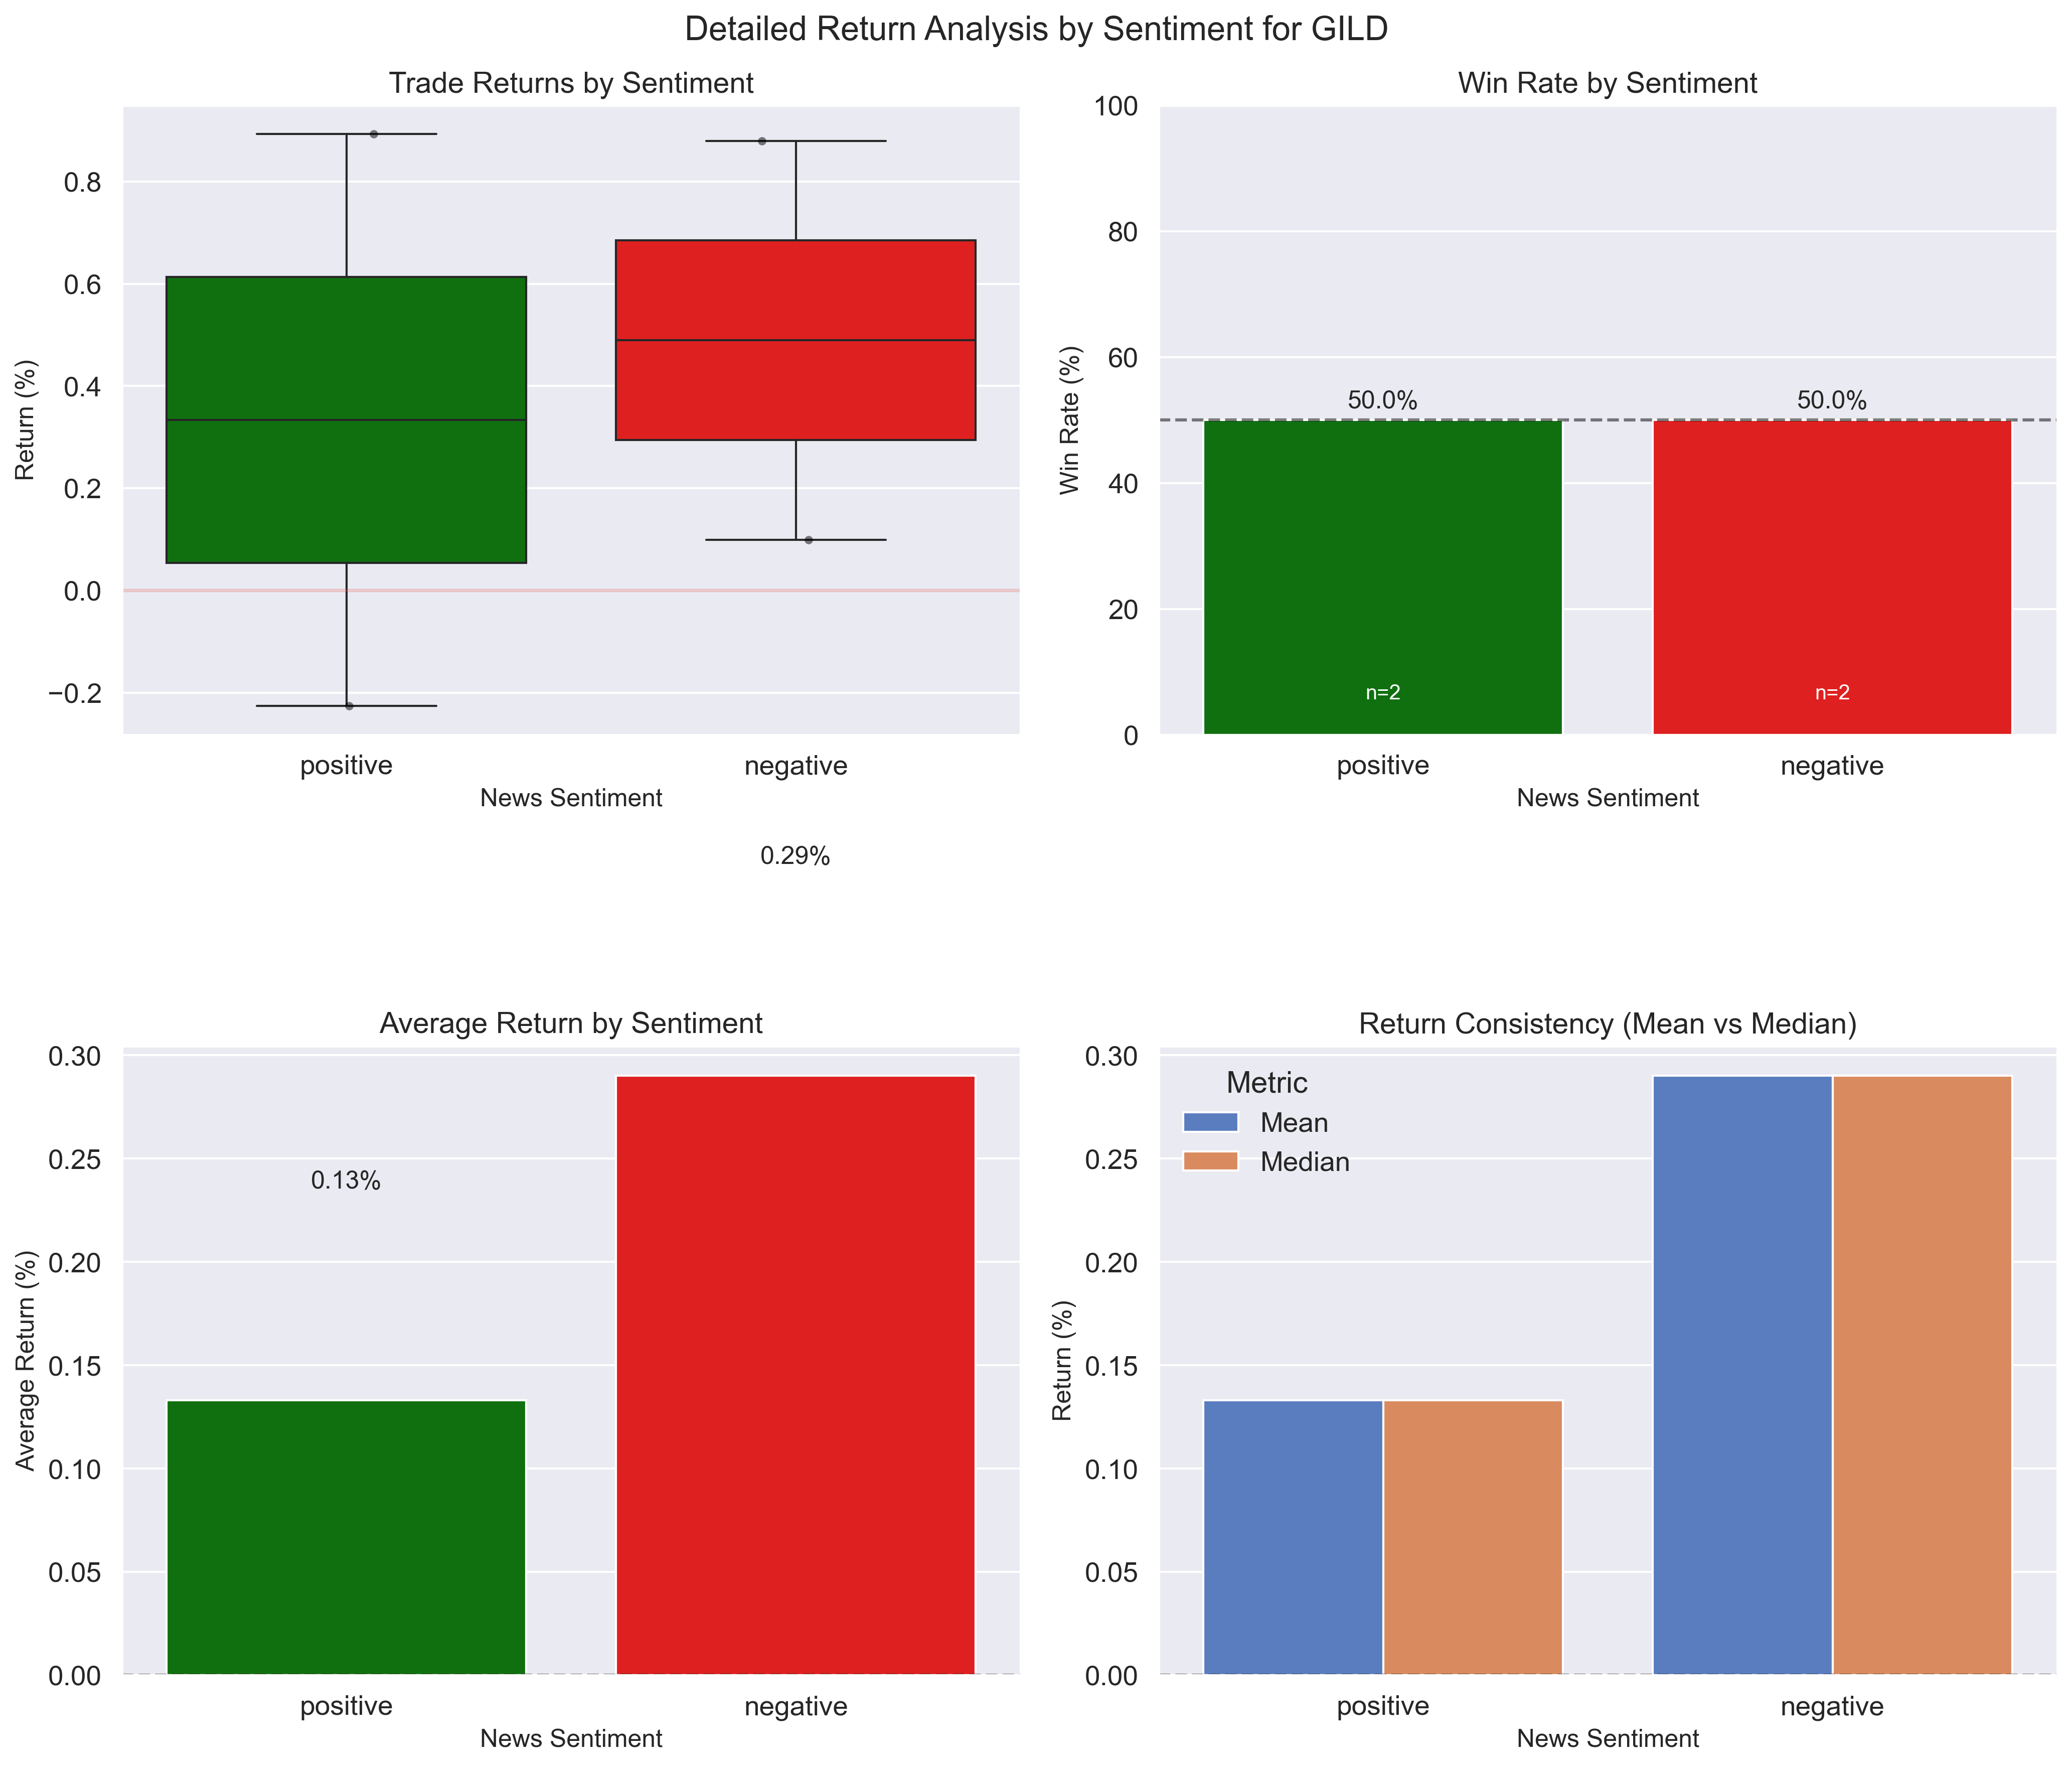 Detailed Return Analysis by Sentiment for GILD
Trade Returns by Sentiment
Return (%)
0.8
0.6
0.4
0.2
0.0
−0.2
positive
negative
News Sentiment
Win Rate by Sentiment
Win Rate (%)
100
80
60
40
20
0
50.0%
50.0%
n=2
n=2
positive
negative
News Sentiment
0.29%
Average Return by Sentiment
Average Return (%)
0.30
0.25
0.20
0.15
0.10
0.05
0.00
0.13%
positive
negative
News Sentiment
Return Consistency (Mean vs Median)
Return (%)
0.30
0.25
0.20
0.15
0.10
0.05
0.00
Metric
Mean
Median
positive
negative
News Sentiment